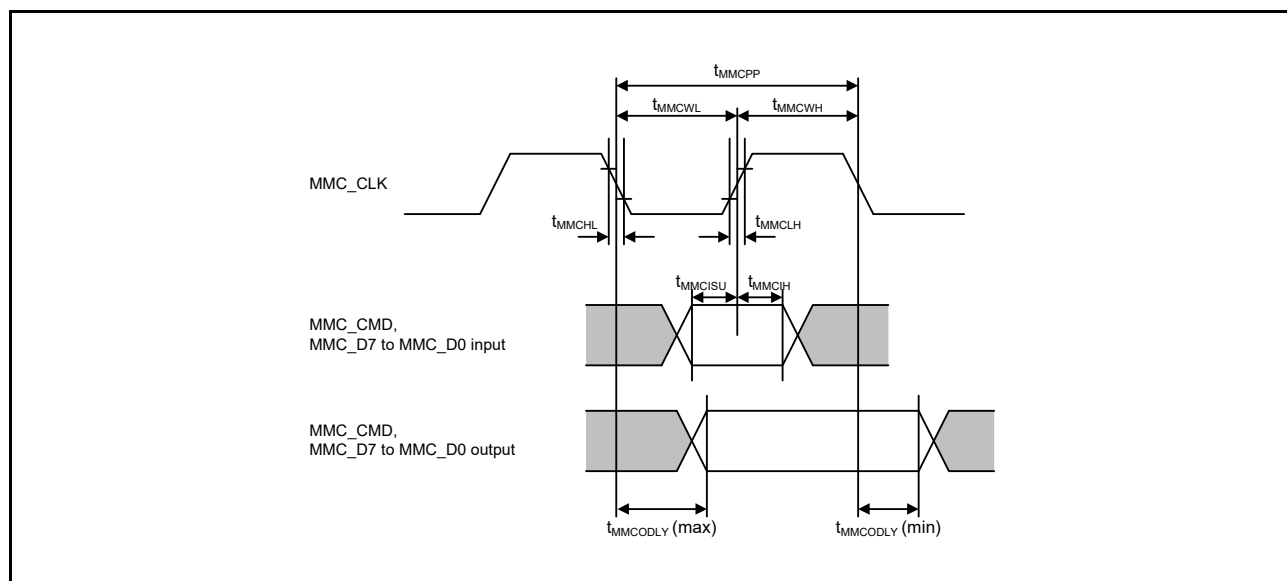 tMMCPP
tMMCWL
tMMCWH
MMC_CLK
tMMCHL
tMMCLH
tMMCISU
tMMCIH
MMC_CMD,
MMC_D7 to MMC_D0 input
MMC_CMD,
MMC_D7 to MMC_D0 output
tMMCODLY (max)
tMMCODLY (min)